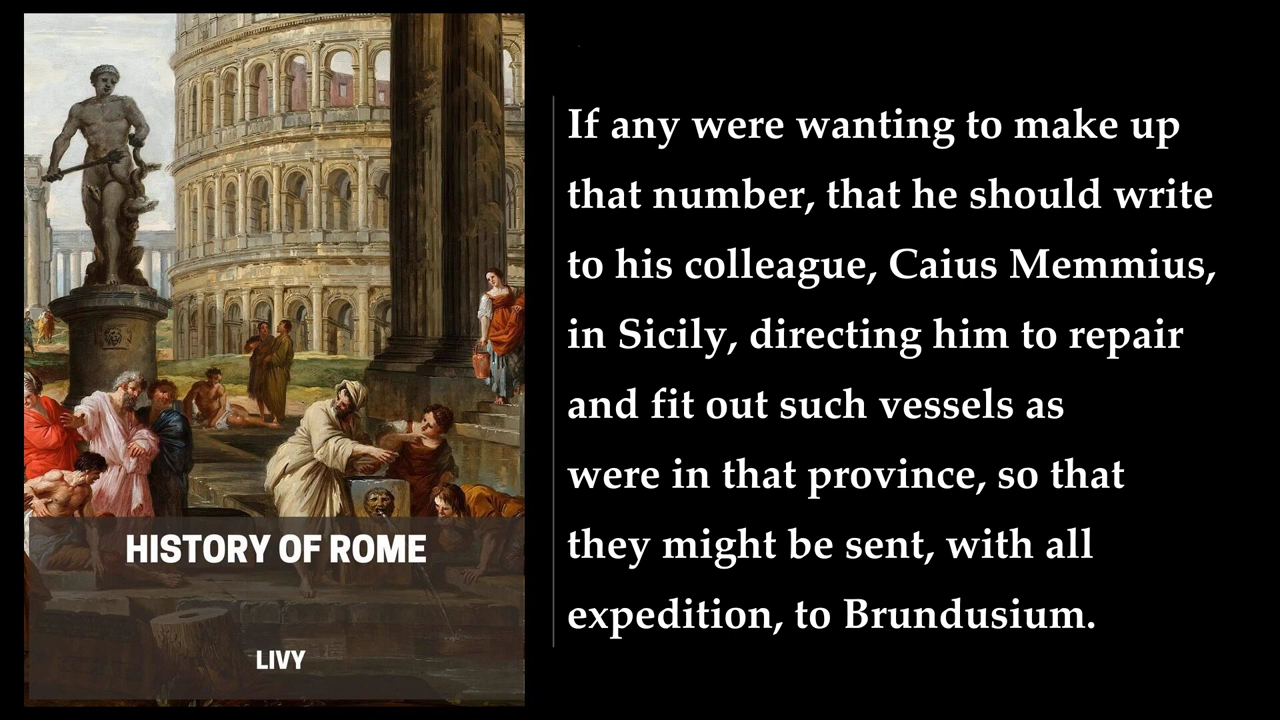 HISTORY OF ROME
LIVY
If any were wanting to make up
that number, that he should write
to his colleague, Caius Memmius,
in Sicily, directing him to repair
and fit out such vessels as
were in that province, so that
they might be sent, with all
expedition, to Brundusium.